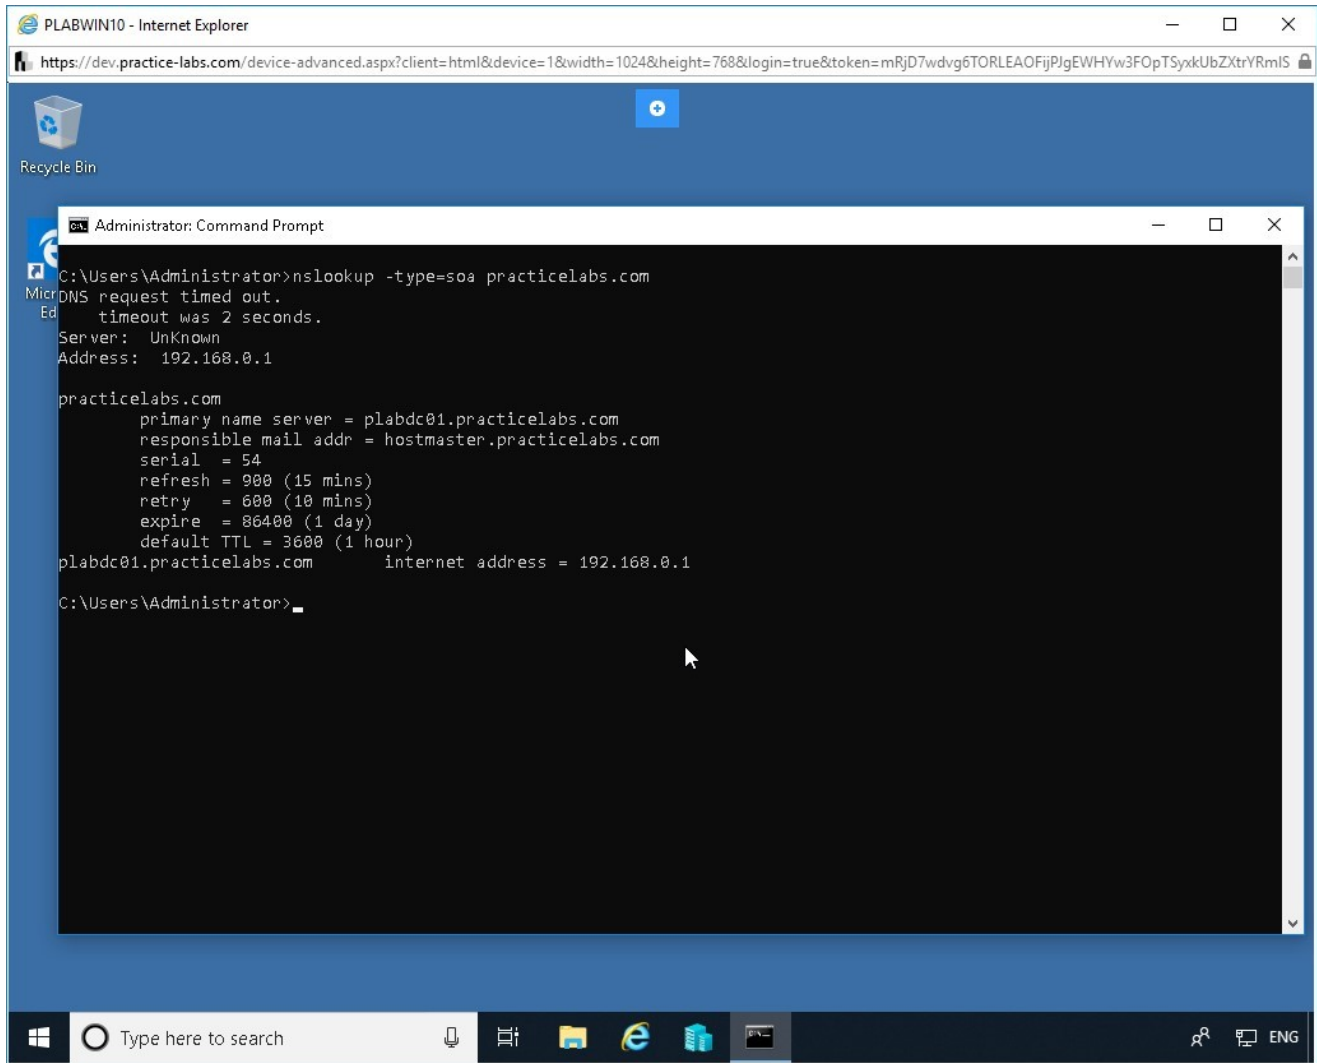 PLABWIN10 - Internet Explorer
https://dev.practice-labs.com/device-advanced.aspx?client=html&device=1&width=1024&height=768&login=true&token=mRjD7wdvg6TORLEAOFijPJgEWHYw3FOpTSyxkUbZXtrYRmIS
Recycle Bin
Administrator: Command Prompt
Micr
Ed
C:\Users\Administrator>nslookup -type=soa practicelabs.com
DNS request timed out.
    timeout was 2 seconds.
Server:  UnKnown
Address:  192.168.0.1
practicelabs.com
        primary name server = plabdc01.practicelabs.com
        responsible mail addr = hostmaster.practicelabs.com
        serial  = 54
        refresh = 900 (15 mins)
        retry   = 600 (10 mins)
        expire  = 86400 (1 day)
        default TTL = 3600 (1 hour)
plabdc01.practicelabs.com       internet address = 192.168.0.1
C:\Users\Administrator>
Type here to search
ENG